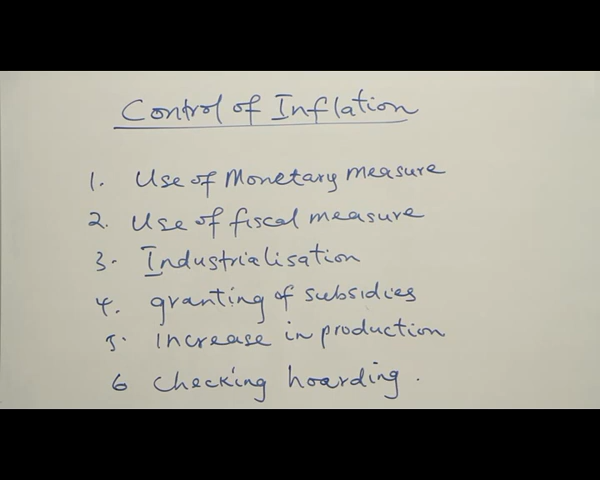 Control of Inflation
1. Use of Monetary measure
2. Use of fiscal measure
3. Industrialisation
4. granting of subsidies
5. increase in production
6 checking hoarding.